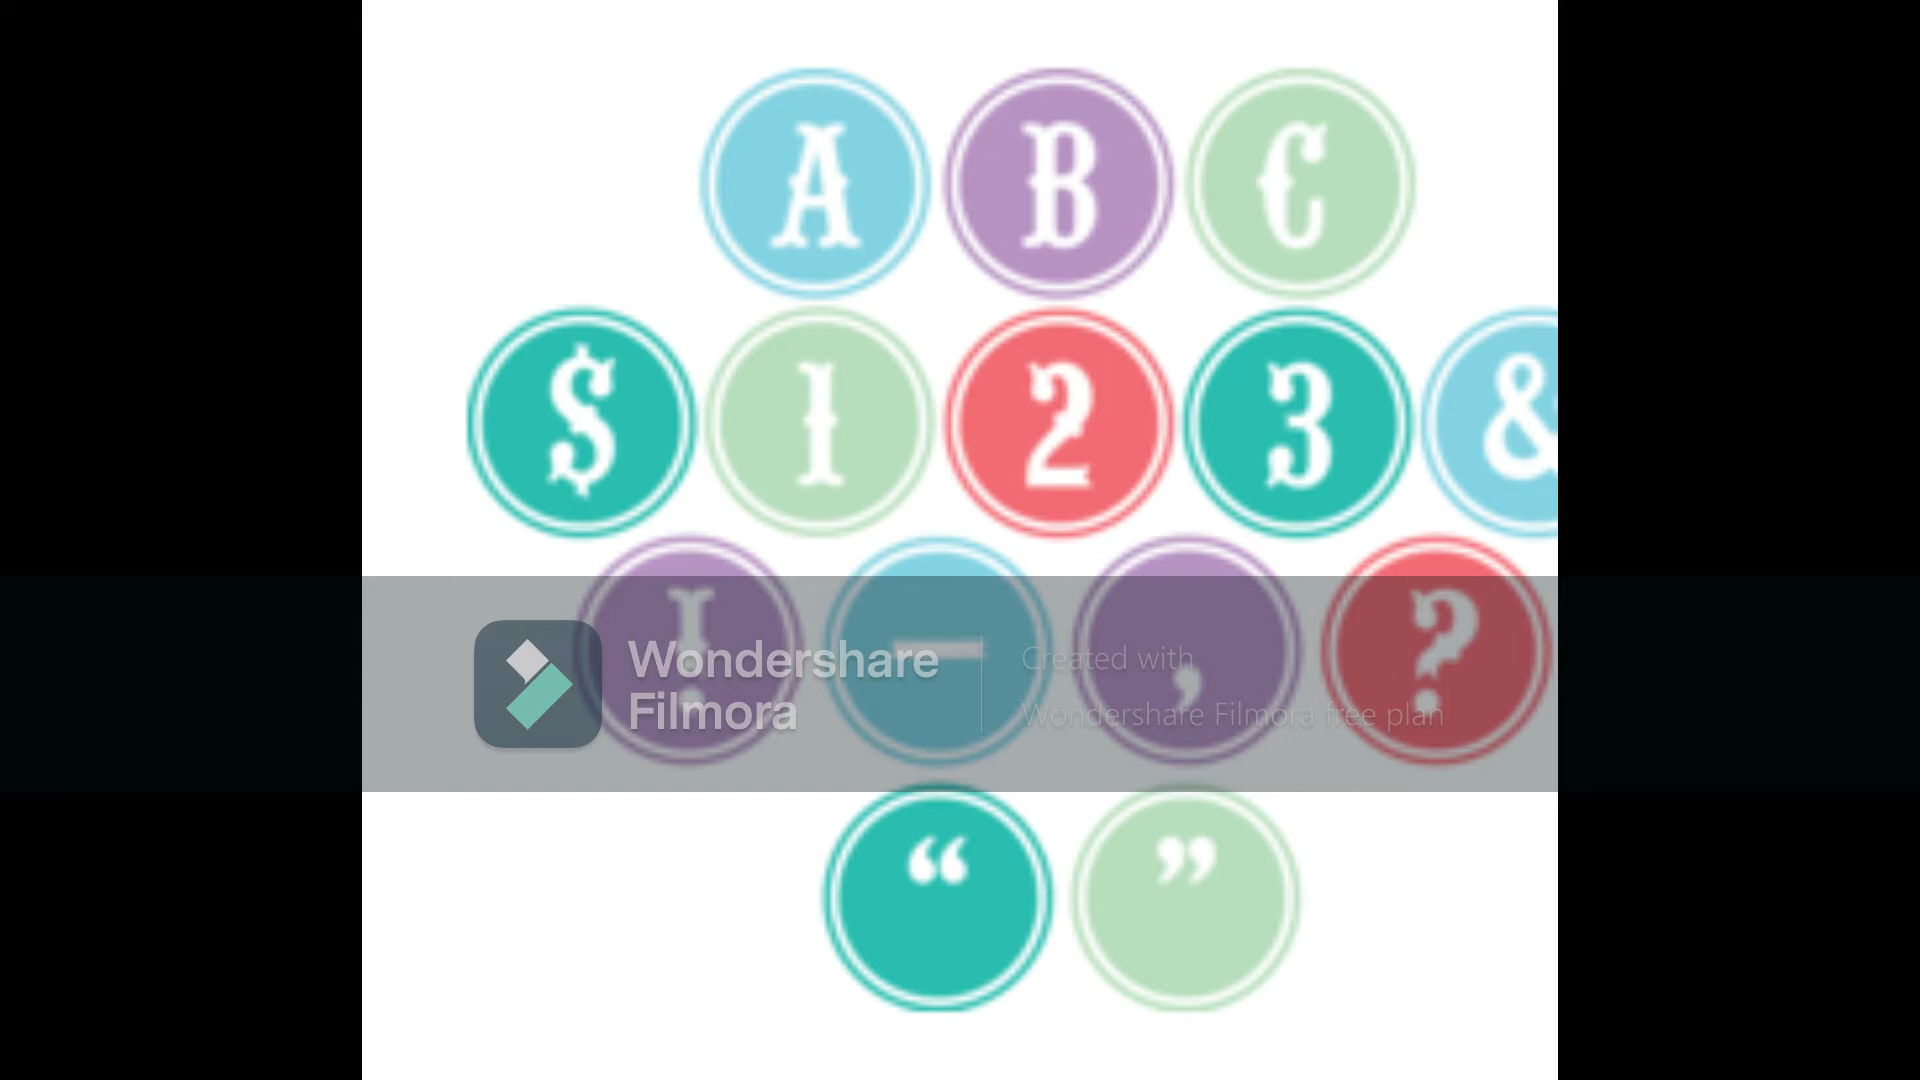 A B C
$ 1 2 3 &
! - , ?
“ ”
Wondershare
Filmora
Created with
Wondershare Filmora free plan